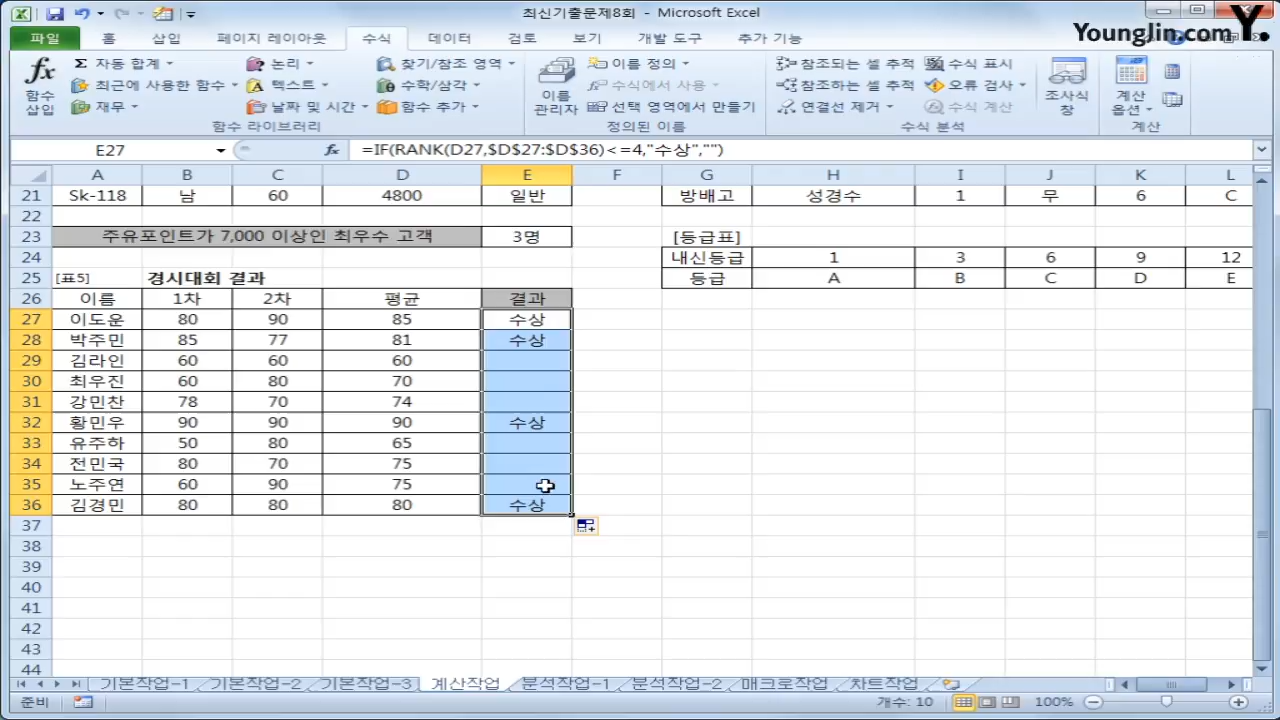 최신기출문제8회 - Microsoft Excel
YoungJin.com Y.
파일 홈 삽입 페이지 레이아웃 수식 데이터 검토 보기 개발 도구 추가 기능
fx 함수 삽입
Σ 자동 합계
최근에 사용한 함수
재무
논리
텍스트
날짜 및 시간
찾기/참조 영역
수학/삼각
함수 추가
함수 라이브러리
이름 관리자
이름 정의
수식에서 사용
선택 영역에서 만들기
정의된 이름
참조되는 셀 추적
참조하는 셀 추적
연결선 제거
수식 표시
오류 검사
수식 계산
수식 분석
조사식 창
계산 옵션
계산
E27 fx =IF(RANK(D27,$D$27:$D$36)<=4,"수상","")
A B C D E F G H I J K L
21 Sk-118 남 60 4800 일반 방배고 성경수 1 무 6 C
22
23 주유포인트가 7,000 이상인 최우수 고객 3명 [등급표]
24 내신등급 1 3 6 9 12
25 [표5] 경시대회 결과 등급 A B C D E
26 이름 1차 2차 평균 결과
27 이도운 80 90 85 수상
28 박주민 85 77 81 수상
29 김라인 60 60 60
30 최우진 60 80 70
31 강민찬 78 70 74
32 황민우 90 90 90 수상
33 유주하 50 80 65
34 전민국 80 70 75
35 노주연 60 90 75
36 김경민 80 80 80 수상
37
38
39
40
41
42
43
44
기본작업-1 기본작업-2 기본작업-3 계산작업 분석작업-1 분석작업-2 매크로작업 차트작업
준비 개수: 10 100%